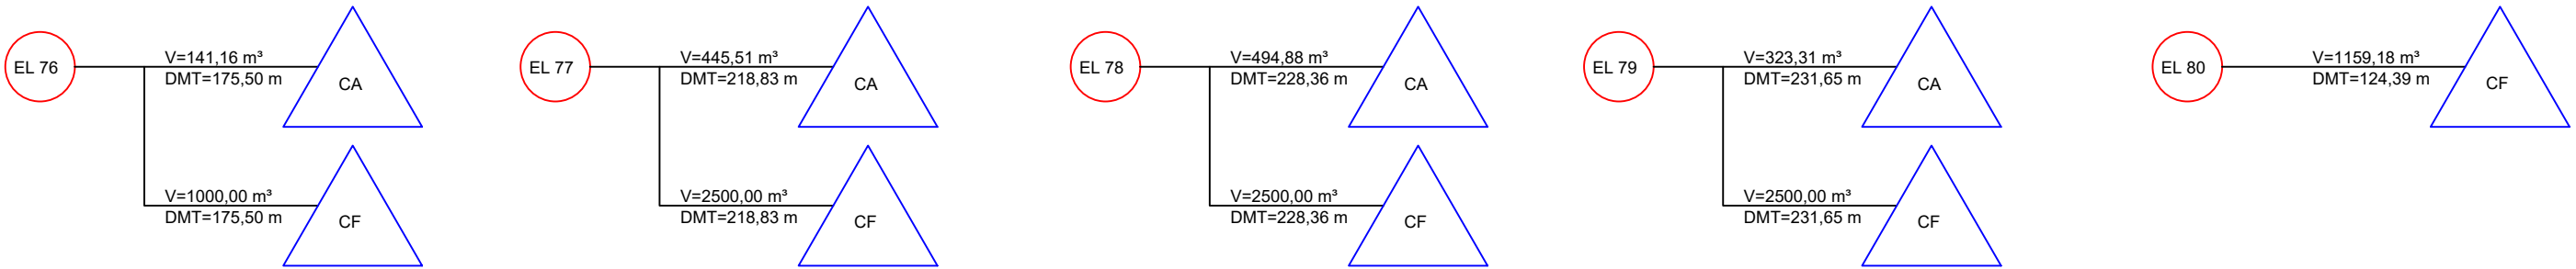 EL 76
V=141,16 m³
DMT=175,50 m
CA
V=1000,00 m³
DMT=175,50 m
CF
EL 77
V=445,51 m³
DMT=218,83 m
CA
V=2500,00 m³
DMT=218,83 m
CF
EL 78
V=494,88 m³
DMT=228,36 m
CA
V=2500,00 m³
DMT=228,36 m
CF
EL 79
V=323,31 m³
DMT=231,65 m
CA
V=2500,00 m³
DMT=231,65 m
CF
EL 80
V=1159,18 m³
DMT=124,39 m
CF